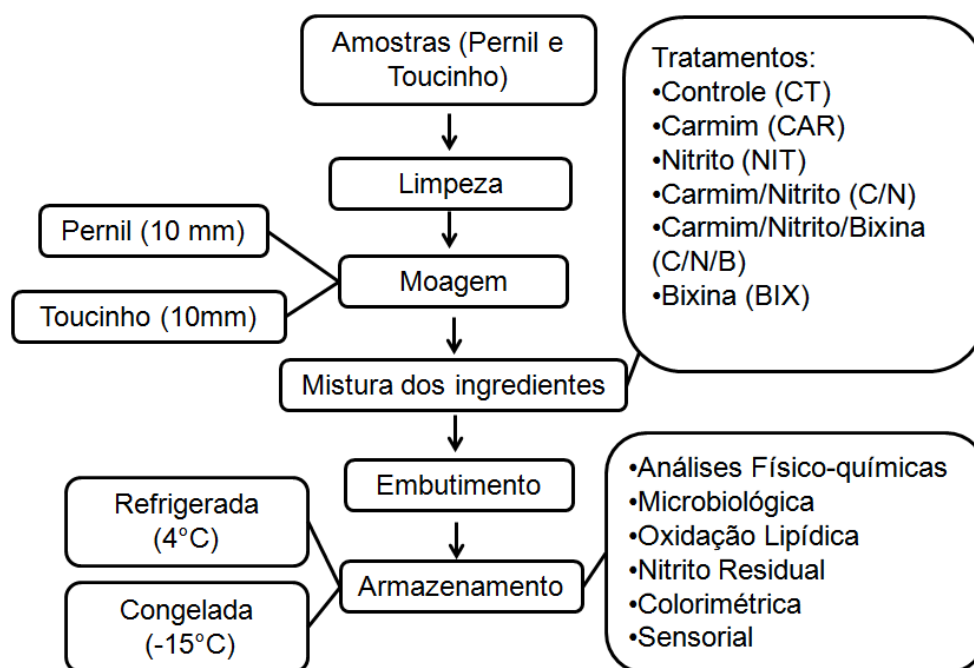 Amostras (Pernil e
Toucinho)
Limpeza
Pernil (10 mm)
Toucinho (10mm)
Moagem
Mistura dos ingredientes
Tratamentos:
•Controle (CT)
•Carmim (CAR)
•Nitrito (NIT)
•Carmim/Nitrito (C/N)
•Carmim/Nitrito/Bixina
(C/N/B)
•Bixina (BIX)
Embutimento
Refrigerada
(4°C)
Congelada
(-15°C)
Armazenamento
•Análises Físico-químicas
•Microbiológica
•Oxidação Lipídica
•Nitrito Residual
•Colorimétrica
•Sensorial